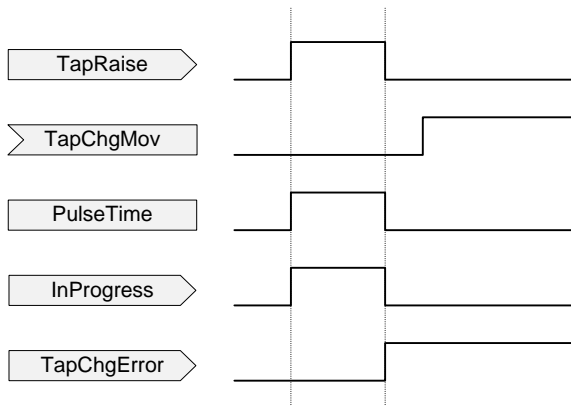 TapRaise
TapChgMov
PulseTime
InProgress
TapChgError